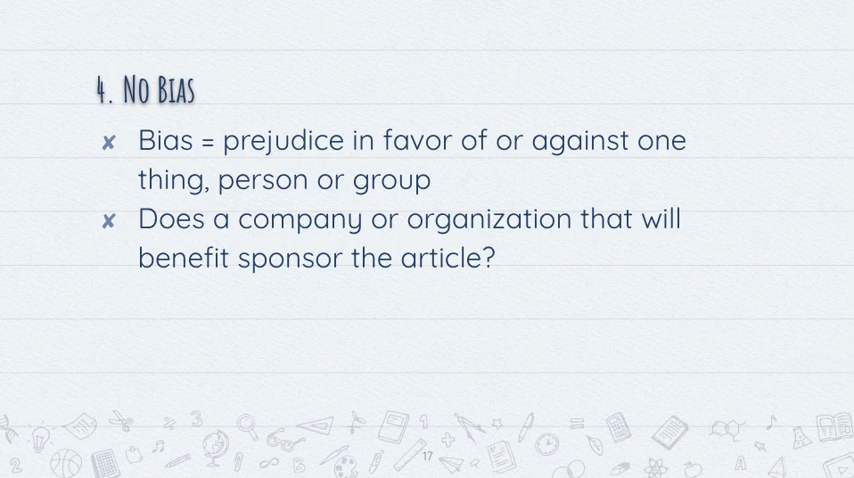 4. No Bias
✘ Bias = prejudice in favor of or against one
thing, person or group
✘ Does a company or organization that will
benefit sponsor the article?
17